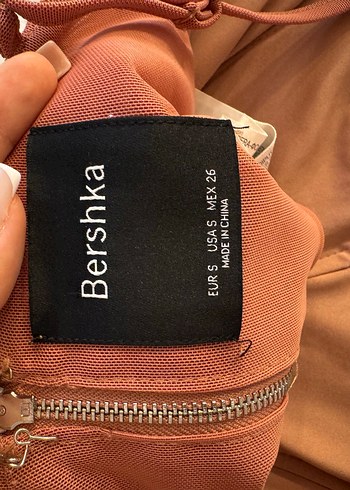 Bershka
EUR S   USA S   MEX 26
MADE IN CHINA